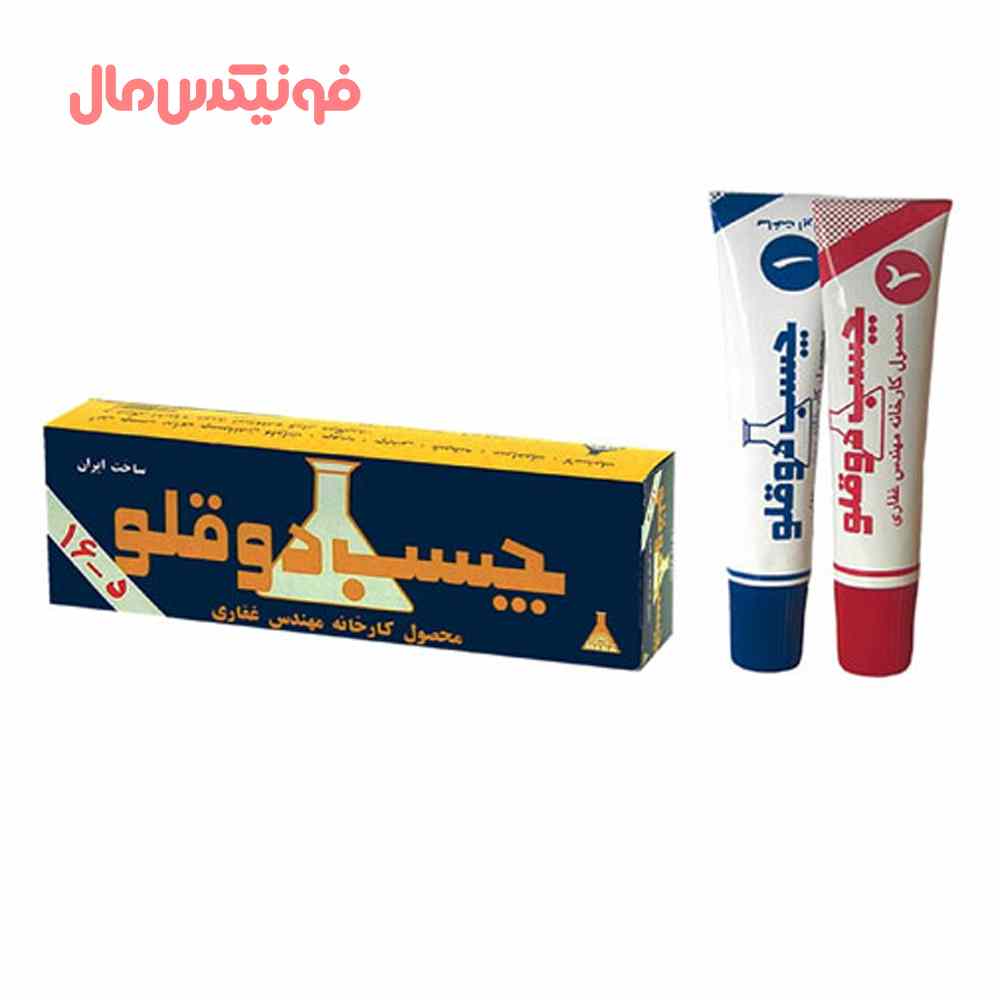 فونیکس‌مال
ساخت ایران
چسب دوقلو
۱۶-۵
محصول کارخانه مهندس غفاری
۱
چسب دوقلو
۲
چسب دوقلو
محصول کارخانه مهندس غفاری